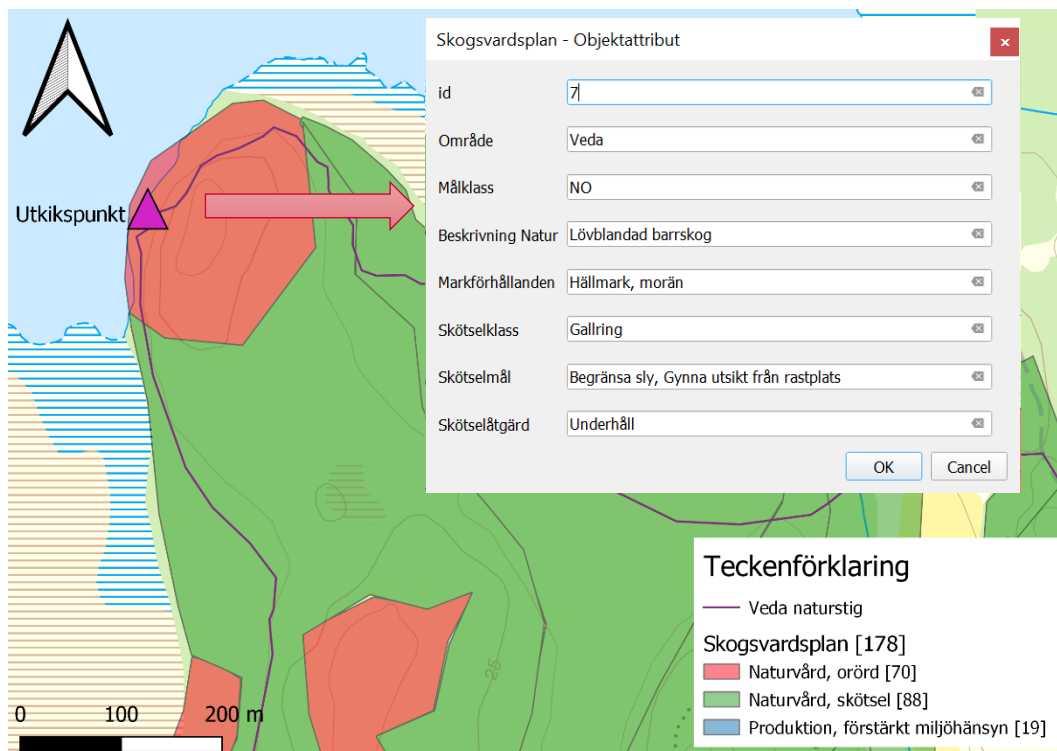 Skogsvardsplan - Objektattribut
id 7
Område Veda
Målklass NO
Beskrivning Natur Lövblandad barrskog
Markförhållanden Hällmark, morän
Skötselklass Gallring
Skötselmål Begränsa sly, Gynna utsikt från rastplats
Skötselåtgärd Underhåll
OK Cancel
Utkikspunkt
25
Teckenförklaring
Veda naturstig
Skogsvardsplan [178]
Naturvård, orörd [70]
Naturvård, skötsel [88]
Produktion, förstärkt miljöhänsyn [19]
0 100 200 m